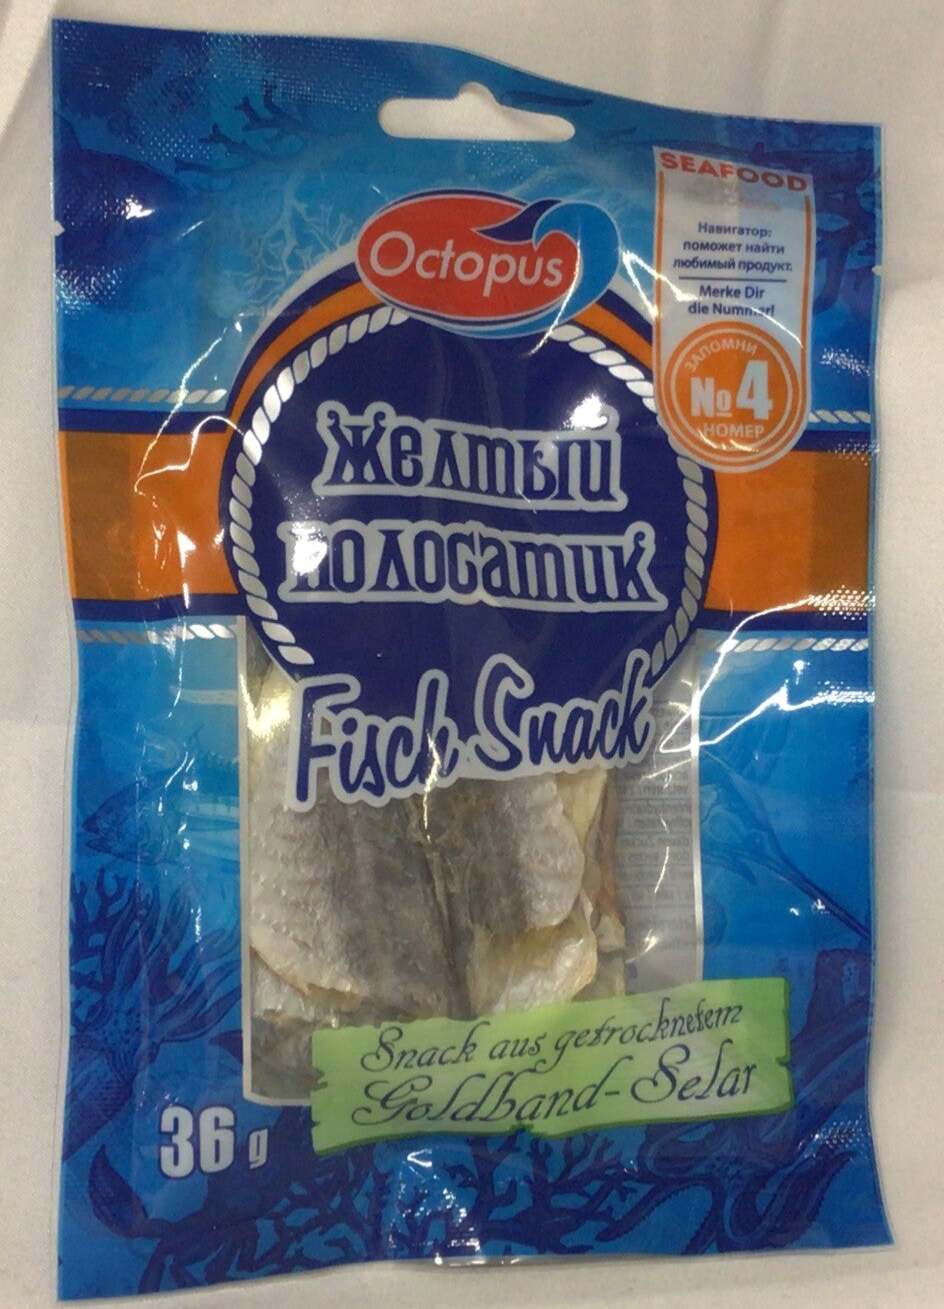 SEAFOOD
Octopus
Навигатор:
поможет найти
любимый продукт.
Merke Dir
die Nummer!
ЗАПОМНИ
№4
НОМЕР
Желтый
полосатик
Fisch Snack
Snack aus getrocknetem
Goldband-Selar
36 g